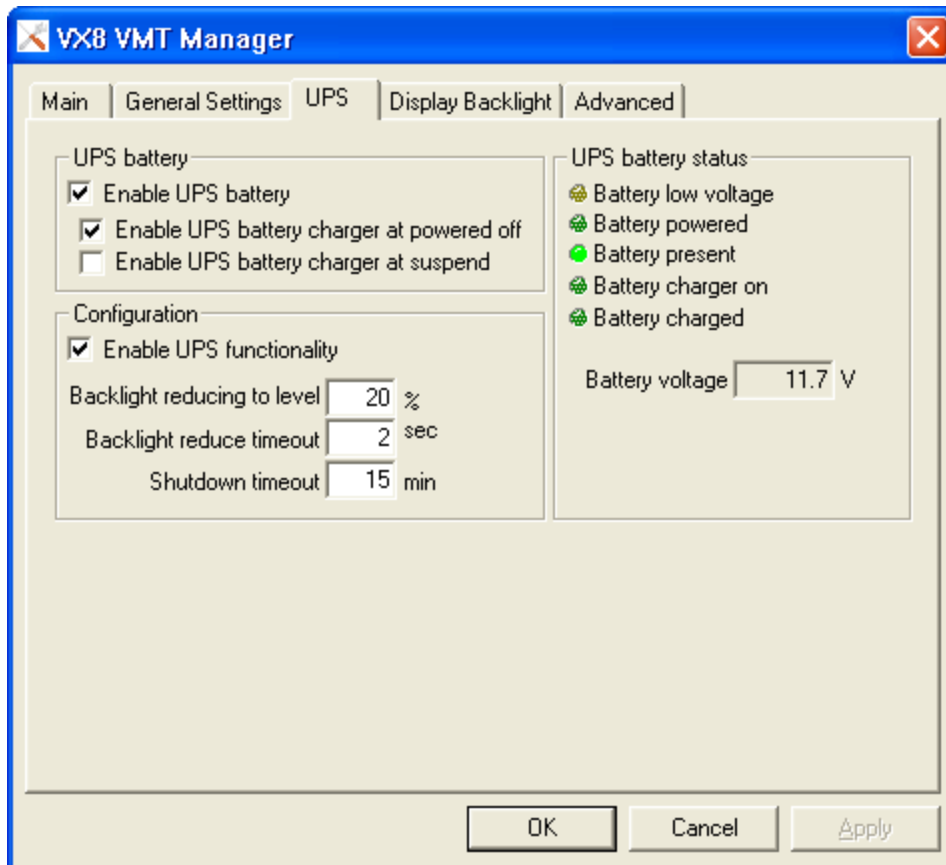 VX8 VMT Manager
Main General Settings UPS Display Backlight Advanced
UPS battery
Enable UPS battery
Enable UPS battery charger at powered off
Enable UPS battery charger at suspend
Configuration
Enable UPS functionality
Backlight reducing to level 20 %
Backlight reduce timeout 2 sec
Shutdown timeout 15 min
UPS battery status
Battery low voltage
Battery powered
Battery present
Battery charger on
Battery charged
Battery voltage 11.7 V
OK Cancel Apply